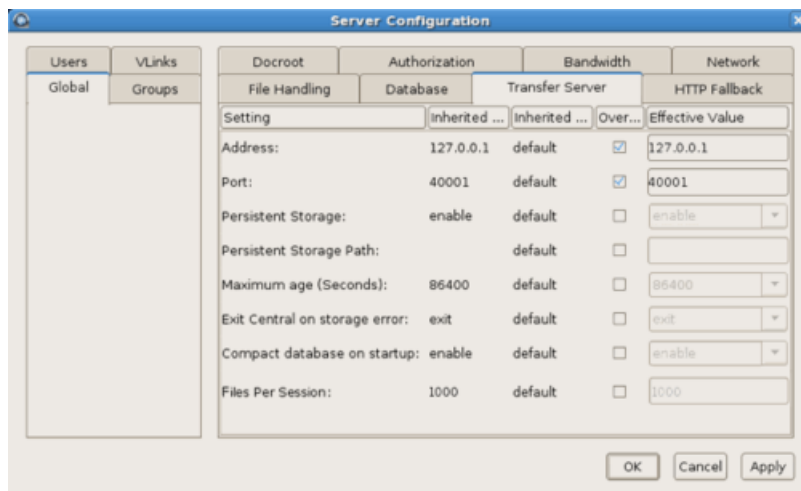 Server Configuration
Users VLinks
Global Groups
Docroot Authorization Bandwidth Network
File Handling Database Transfer Server HTTP Fallback
Setting Inherited ... Inherited ... Over... Effective Value
Address: 127.0.0.1 default 127.0.0.1
Port: 40001 default 40001
Persistent Storage: enable default enable
Persistent Storage Path: default
Maximum age (Seconds): 86400 default 86400
Exit Central on storage error: exit default exit
Compact database on startup: enable default enable
Files Per Session: 1000 default 1000
OK Cancel Apply